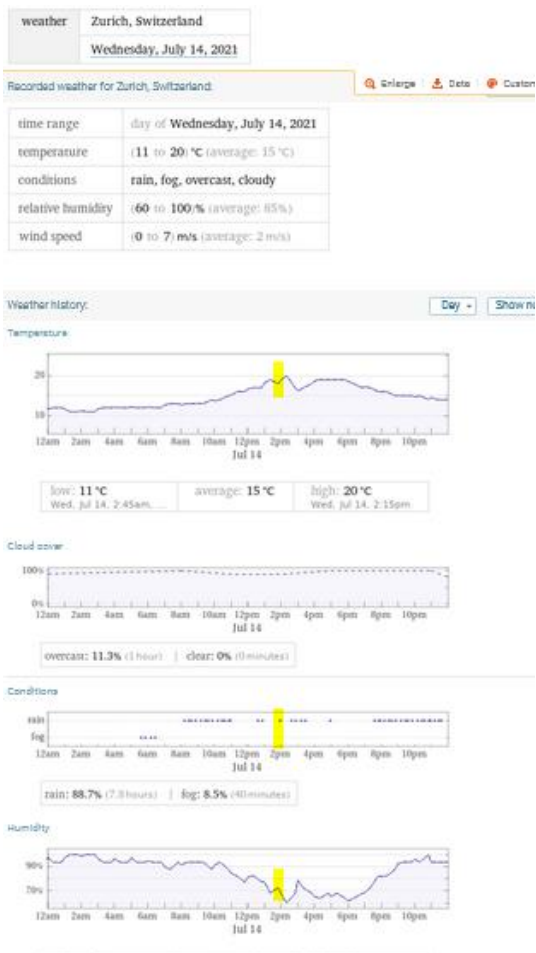 weather Zurich, Switzerland
Wednesday, July 14, 2021
Recorded weather for Zurich, Switzerland: Enlarge Data Custom
time range day of Wednesday, July 14, 2021
temperature (11 to 20) °C (average: 15 °C)
conditions rain, fog, overcast, cloudy
relative humidity (60 to 100)% (average: 85%)
wind speed (0 to 7) m/s (average: 2 m/s)
Weather history: Day Show
Temperature
20
10
12am 2am 4am 6am 8am 10am 12pm 2pm 4pm 6pm 8pm 10pm
Jul 14
low: 11 °C average: 15 °C high: 20 °C
Wed, Jul 14, 2:45am, ... Wed, Jul 14, 2:15pm
Cloud cover
100%
0%
12am 2am 4am 6am 8am 10am 12pm 2pm 4pm 6pm 8pm 10pm
Jul 14
overcast: 11.3% (1 hour) | clear: 0% (0 minutes)
Conditions
rain
fog
12am 2am 4am 6am 8am 10am 12pm 2pm 4pm 6pm 8pm 10pm
Jul 14
rain: 88.7% (7.8 hours) | fog: 8.5% (40 minutes)
Humidity
90%
70%
12am 2am 4am 6am 8am 10am 12pm 2pm 4pm 6pm 8pm 10pm
Jul 14